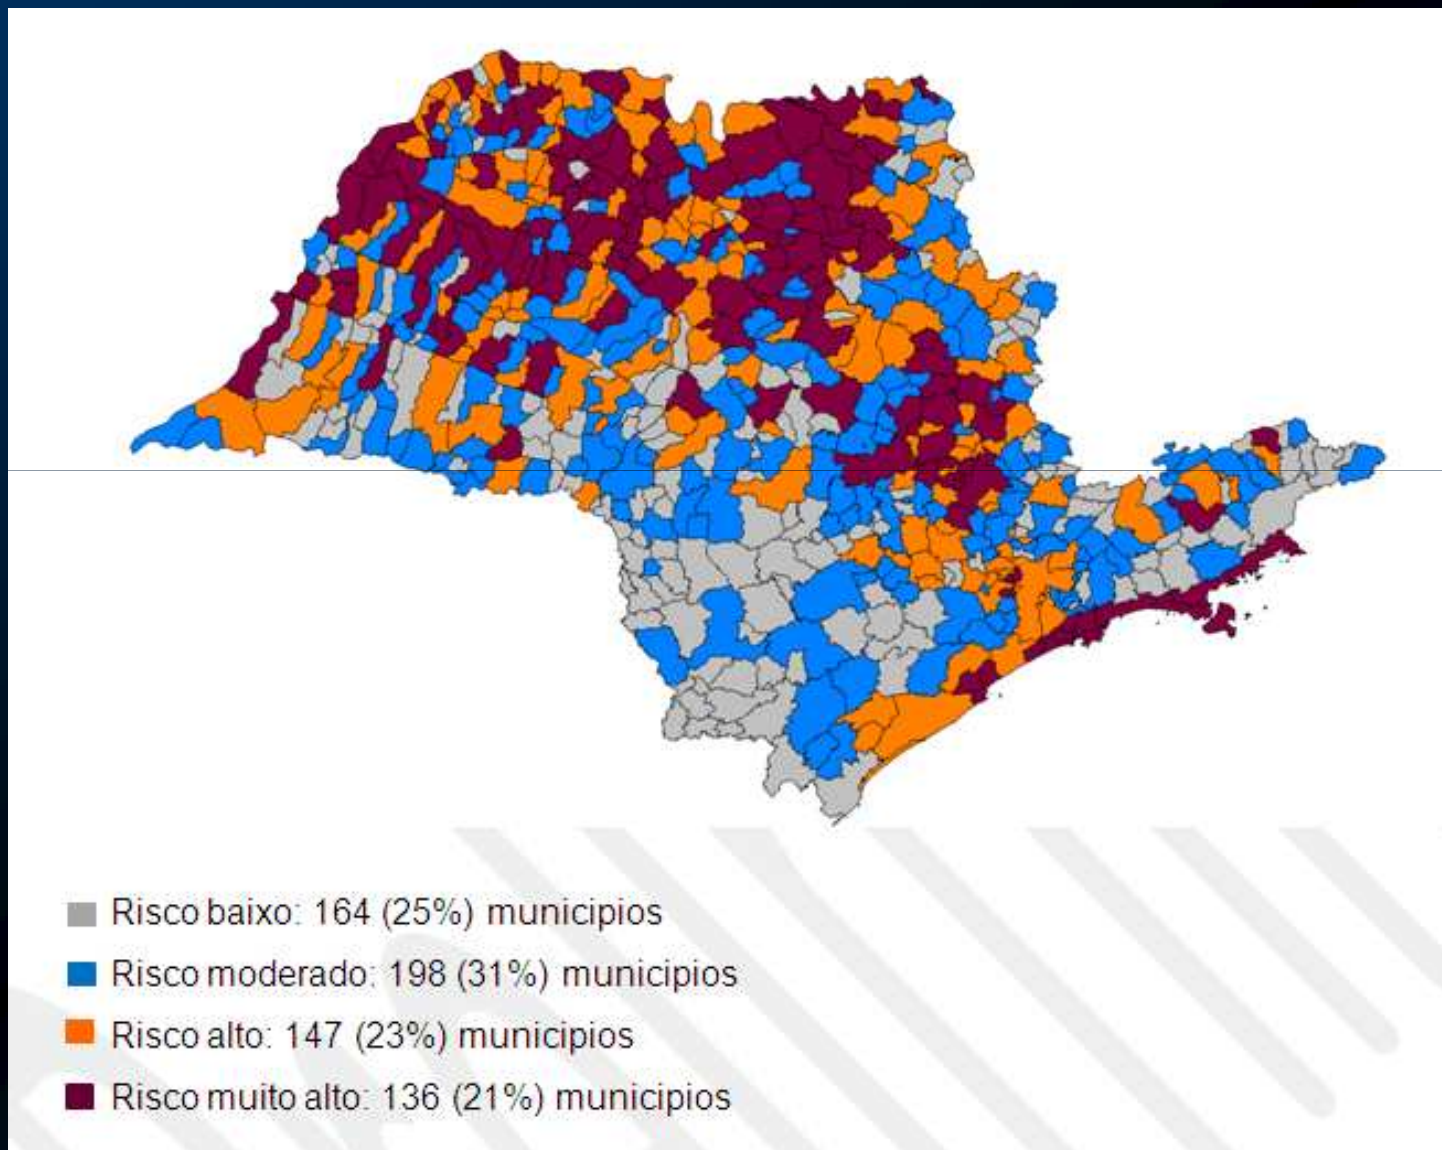 Risco baixo: 164 (25%) municipios
Risco moderado: 198 (31%) municipios
Risco alto: 147 (23%) municipios
Risco muito alto: 136 (21%) municipios